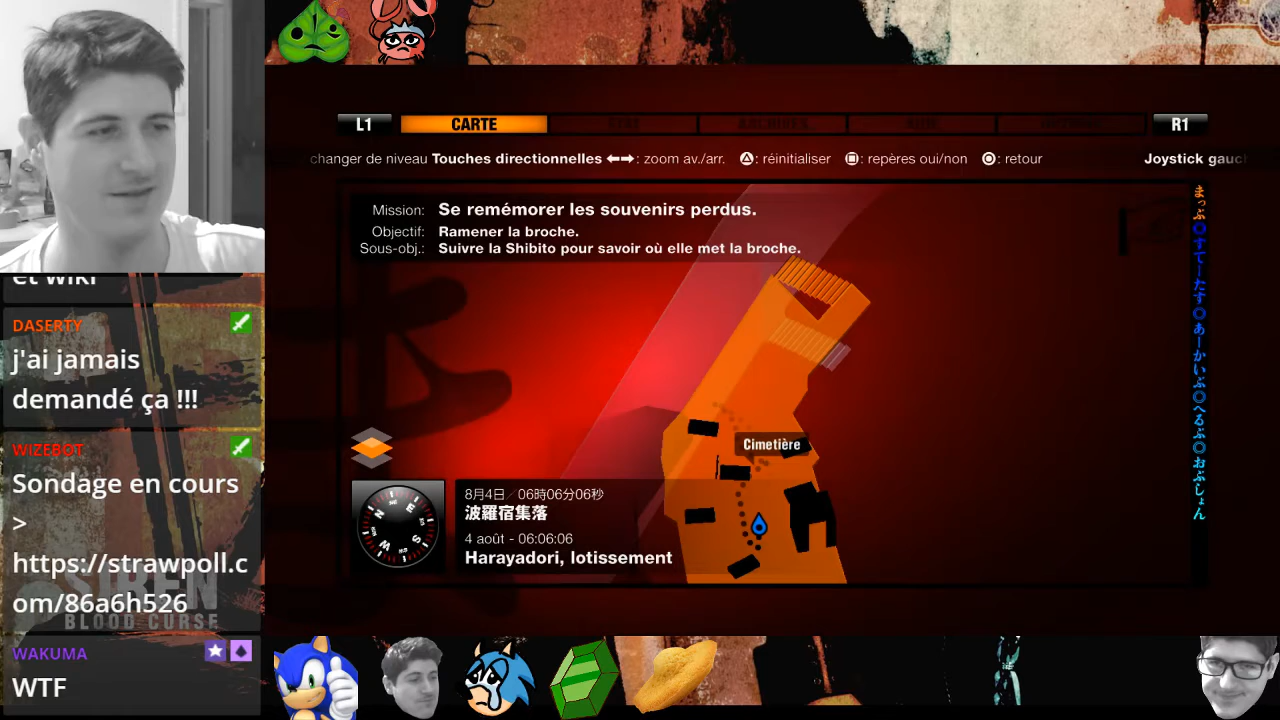 L1
CARTE
R1
changer de niveau Touches directionnelles : zoom av./arr. : réinitialiser : repères oui/non : retour
Joystick gauc
Mission: Se remémorer les souvenirs perdus.
Objectif: Ramener la broche.
Sous-obj.: Suivre la Shibito pour savoir où elle met la broche.
Cimetière
NE
E
S
SW
W
N
8月4日／06時06分06秒
波羅宿集落
4 août - 06:06:06
Harayadori, lotissement
まっぷ◎すてーたす◎あーかいぶ◎へるぷ◎おぷしょん
et wiki
DASERTY
j'ai jamais
demandé ça !!!
WIZEBOT
Sondage en cours
>
https://strawpoll.c
om/86a6h526
SIREN
BLOOD CURSE
WAKUMA
WTF